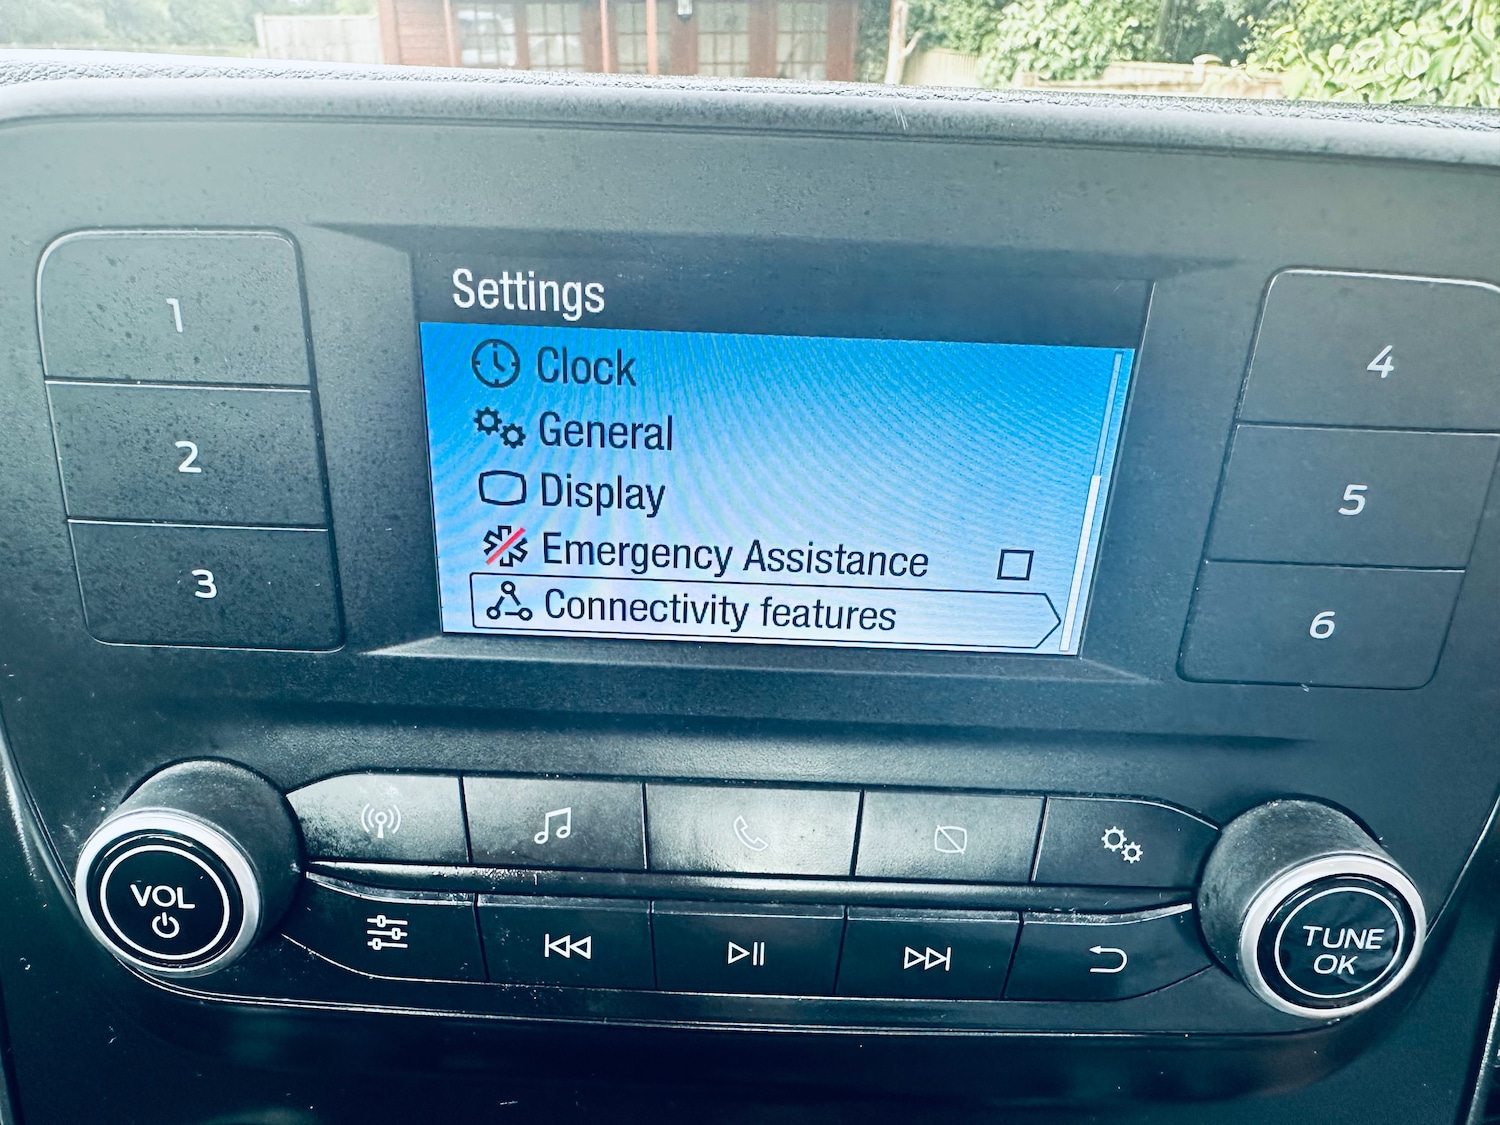 Settings
Clock
General
Display
Emergency Assistance
Connectivity features
1
2
3
4
5
6
VOL
TUNE
OK